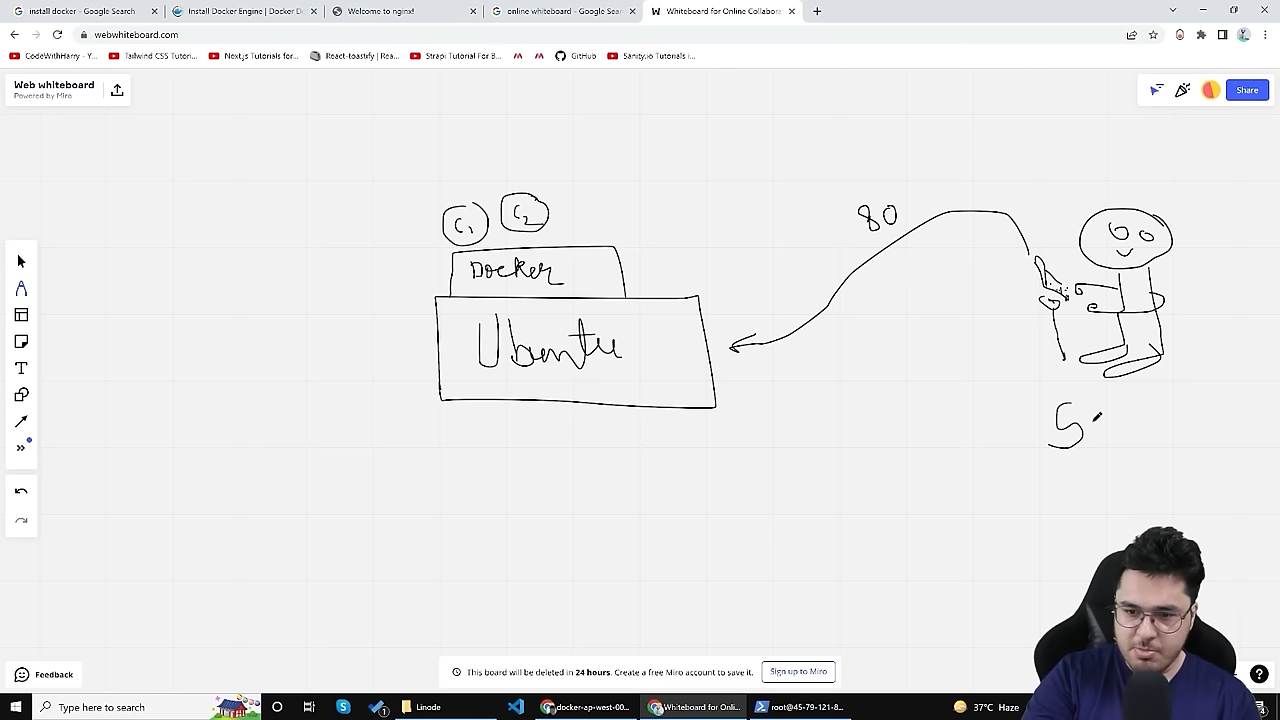 install docker - Google Search
Install Docker Engine | Docker Do
Welcome to nginx!
online whiteboard - Google Sear
Whiteboard for Online Collabora
webwhiteboard.com
CodeWithHarry - Y...
Tailwind CSS Tutori...
Next.js Tutorials for...
React-toastify | Rea...
Strapi Tutorial For B...
GitHub
Sanity.io Tutorials i...
Web whiteboard
Powered by Miro
Share
C1 C2
80
Docker
Ubuntu
S
Feedback
This board will be deleted in 24 hours. Create a free Miro account to save it.
Sign up to Miro
Type here to search
Linode
docker-ap-west-00...
Whiteboard for Onli...
root@45-79-121-8...
37°C Haze